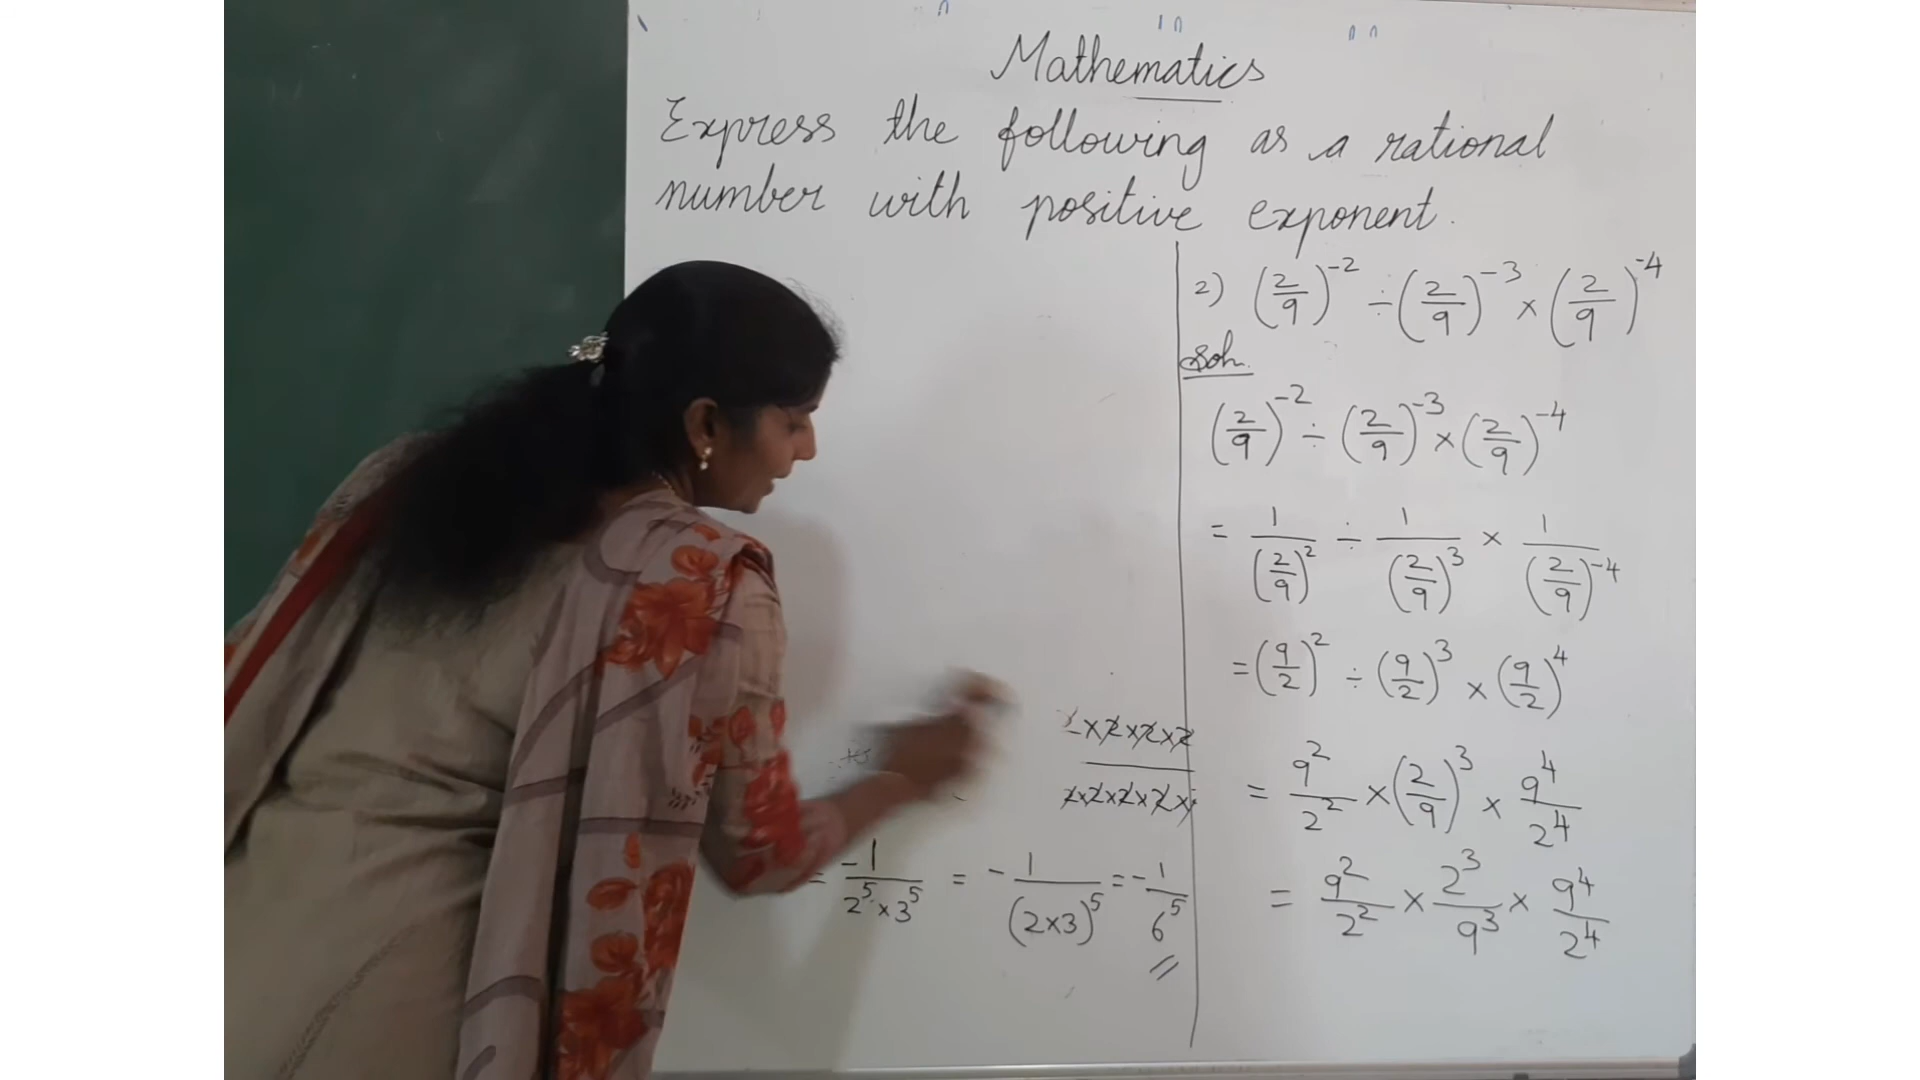 Mathematics
Express the following as a rational
number with positive exponent.
x2x2x2
2x2x2x2x
= -1/(2^5 x 3^5) = -1/(2x3)^5 = -1/6^5
2) (2/9)^-2 ÷ (2/9)^-3 x (2/9)^-4
Soln.
(2/9)^-2 ÷ (2/9)^-3 x (2/9)^-4
= 1/(2/9)^2 ÷ 1/(2/9)^3 x 1/(2/9)^-4
= (9/2)^2 ÷ (9/2)^3 x (9/2)^4
= 9^2/2^2 x (2/9)^3 x 9^4/2^4
= 9^2/2^2 x 2^3/9^3 x 9^4/2^4